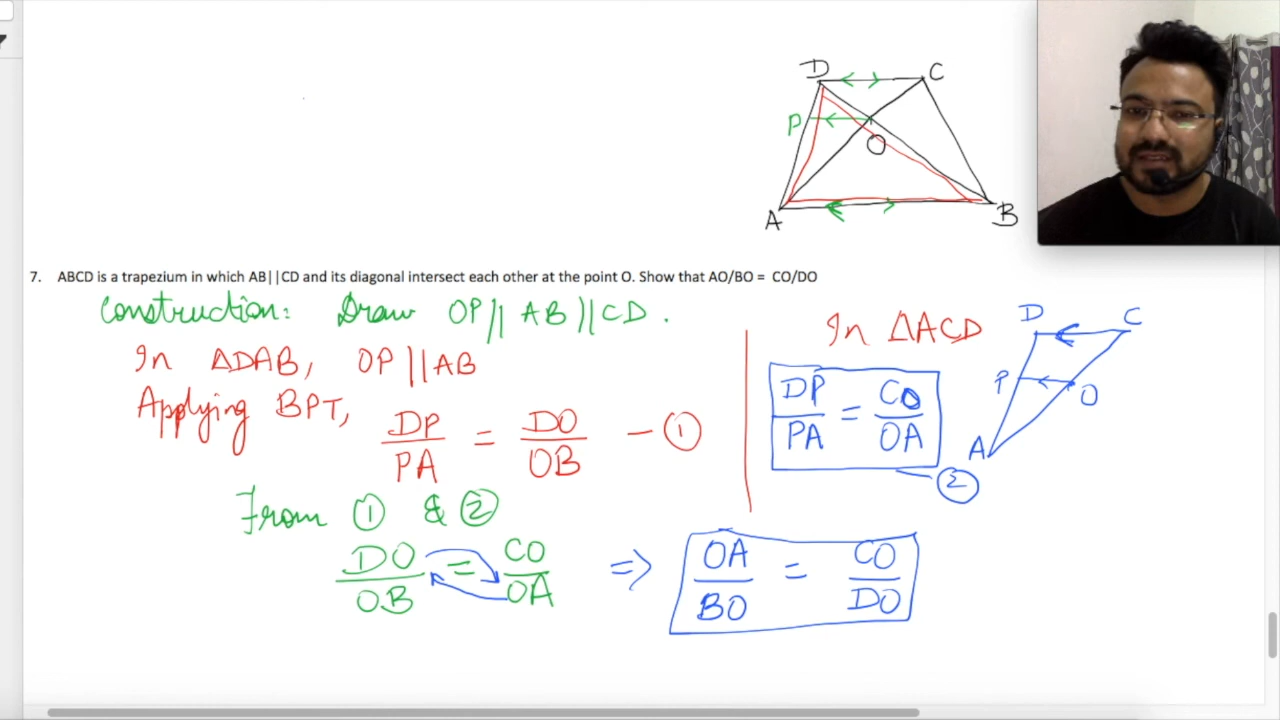 D C
P
O
A B
7. ABCD is a trapezium in which AB||CD and its diagonal intersect each other at the point O. Show that AO/BO = CO/DO
Construction: Draw OP || AB || CD.
In ΔDAB, OP || AB
Applying BPT,
DP/PA = DO/OB - ①
In ΔACD
DP/PA = CO/OA
②
D C
P O
A
From ① & ②
DO/OB = CO/OA ⇒ OA/BO = CO/DO